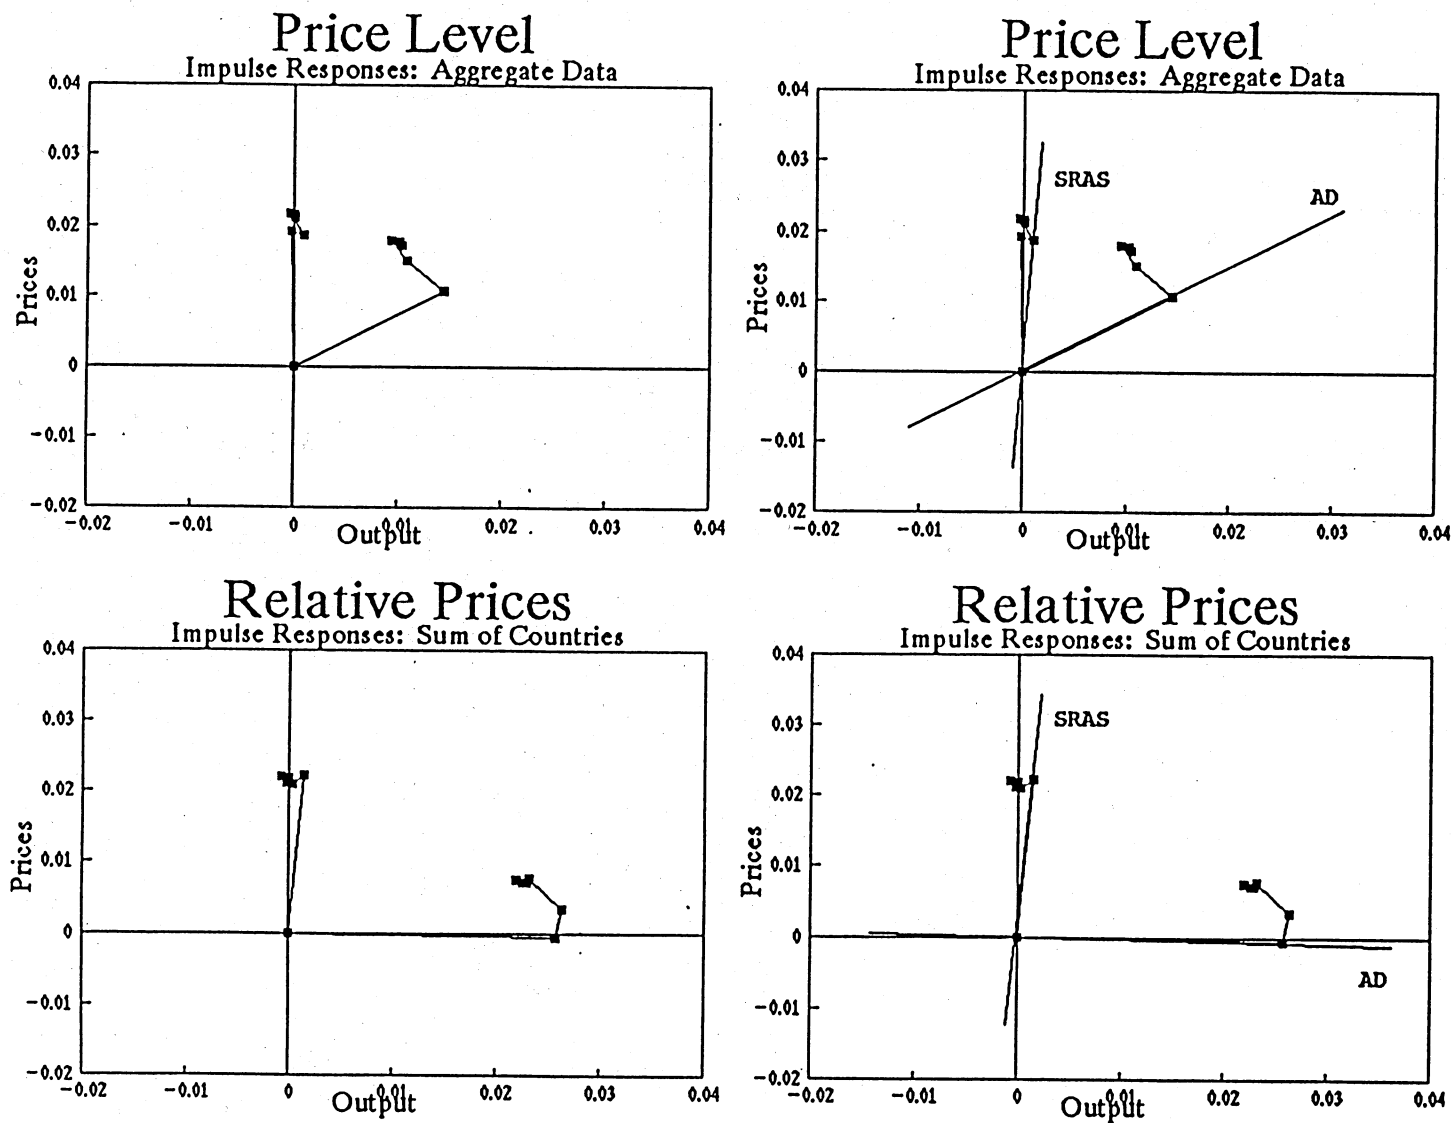 Price Level
Impulse Responses: Aggregate Data
0.04
0.03
0.02
0.01
0
−0.01
−0.02
Prices
−0.02 −0.01 0 0.01 0.02 0.03 0.04
Output
Price Level
Impulse Responses: Aggregate Data
0.04
0.03
0.02
0.01
0
−0.01
−0.02
Prices
SRAS
AD
−0.02 −0.01 0 0.01 0.02 0.03 0.04
Output
Relative Prices
Impulse Responses: Sum of Countries
0.04
0.03
0.02
0.01
0
−0.01
−0.02
Prices
−0.02 −0.01 0 0.01 0.02 0.03 0.04
Output
Relative Prices
Impulse Responses: Sum of Countries
0.04
0.03
0.02
0.01
0
−0.01
−0.02
Prices
SRAS
AD
−0.02 −0.01 0 0.01 0.02 0.03 0.04
Output